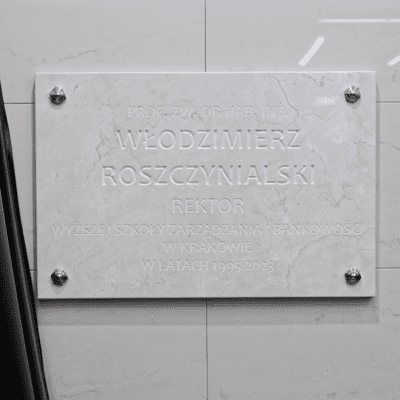 PROF. ZW. DR HAB. INŻ.
WŁODZIMIERZ
ROSZCZYNIALSKI
REKTOR
WYŻSZEJ SZKOŁY ZARZĄDZANIA I BANKOWOŚCI
W KRAKOWIE
W LATACH 1995-2023